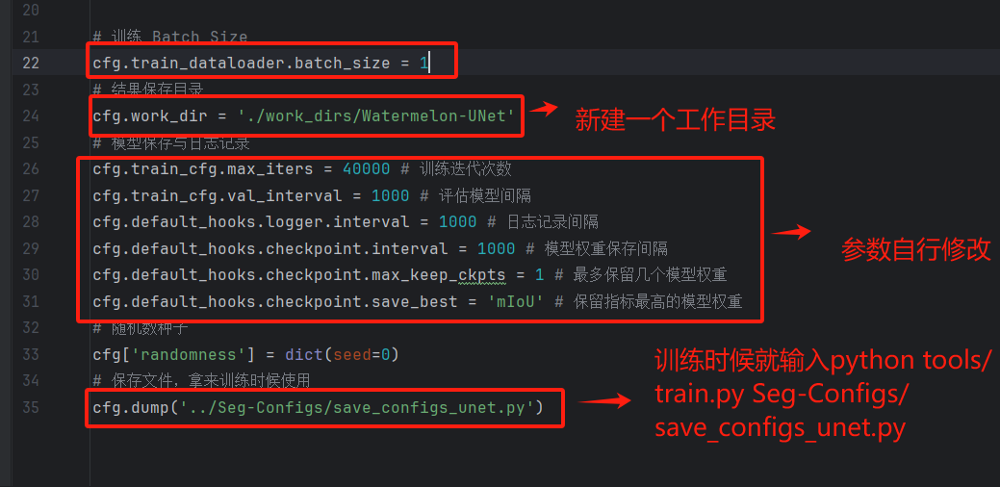 20
21 # 训练 Batch Size
22 cfg.train_dataloader.batch_size = 1
23 # 结果保存目录
24 cfg.work_dir = './work_dirs/Watermelon-UNet'
新建一个工作目录
25 # 模型保存与日志记录
26 cfg.train_cfg.max_iters = 40000 # 训练迭代次数
27 cfg.train_cfg.val_interval = 1000 # 评估模型间隔
28 cfg.default_hooks.logger.interval = 1000 # 日志记录间隔
29 cfg.default_hooks.checkpoint.interval = 1000 # 模型权重保存间隔
30 cfg.default_hooks.checkpoint.max_keep_ckpts = 1 # 最多保留几个模型权重
31 cfg.default_hooks.checkpoint.save_best = 'mIoU' # 保留指标最高的模型权重
参数自行修改
32 # 随机数种子
33 cfg['randomness'] = dict(seed=0)
34 # 保存文件，拿来训练时候使用
35 cfg.dump('../Seg-Configs/save_configs_unet.py')
训练时候就输入python tools/
train.py Seg-Configs/
save_configs_unet.py